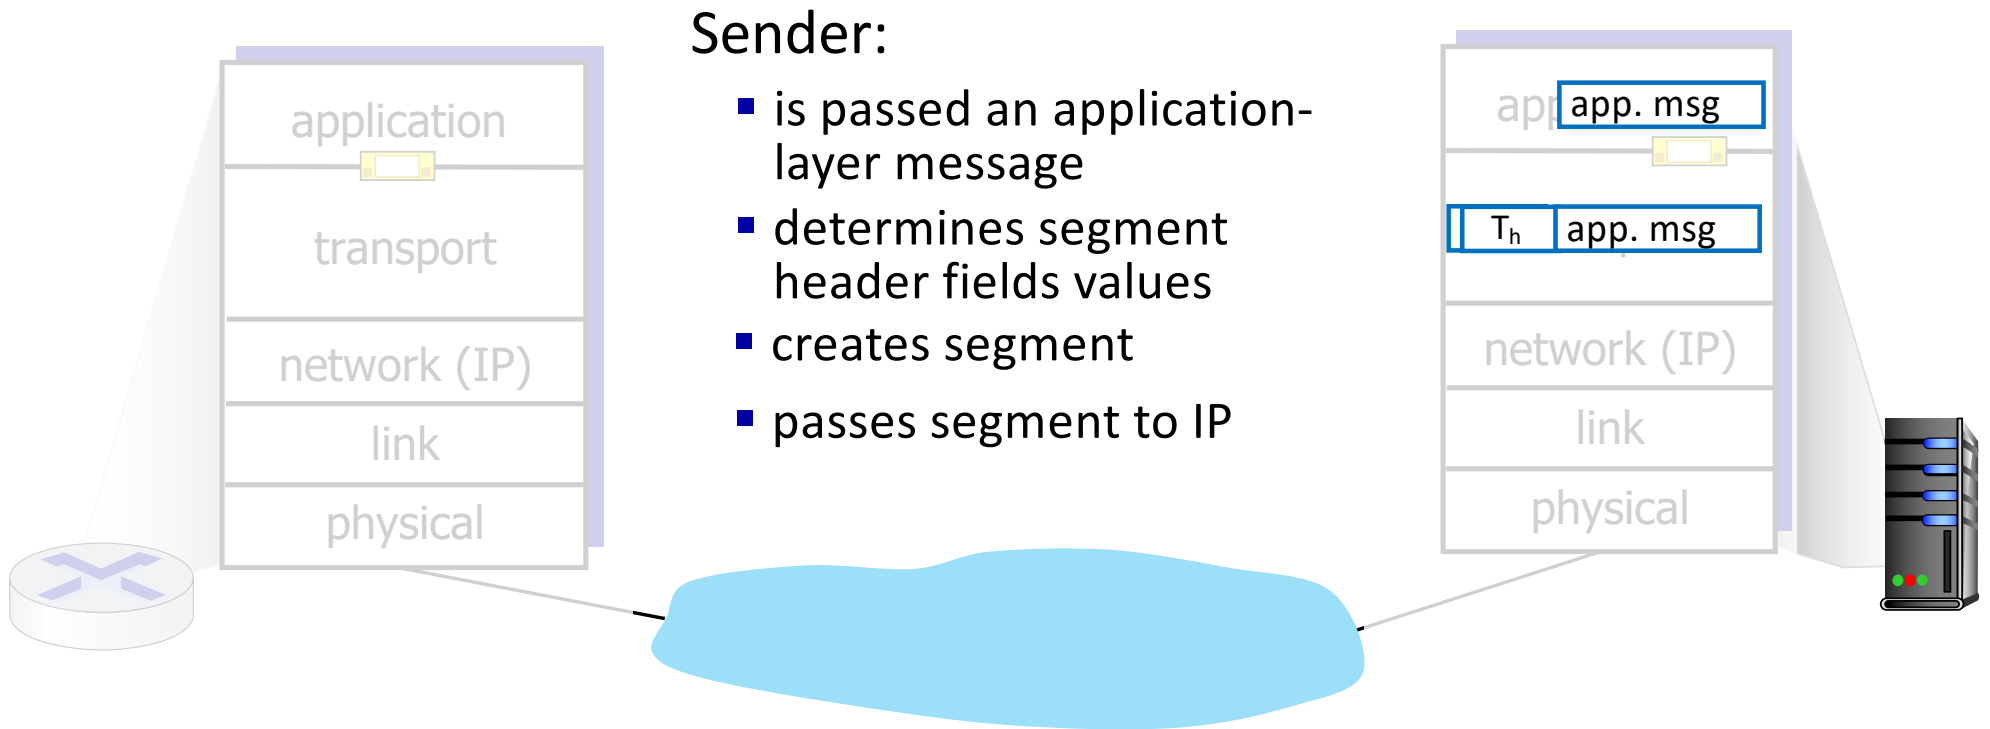 Sender:
is passed an application-
layer message
determines segment
header fields values
creates segment
passes segment to IP
application
transport
network (IP)
link
physical
app
app. msg
Th
app. msg
network (IP)
link
physical